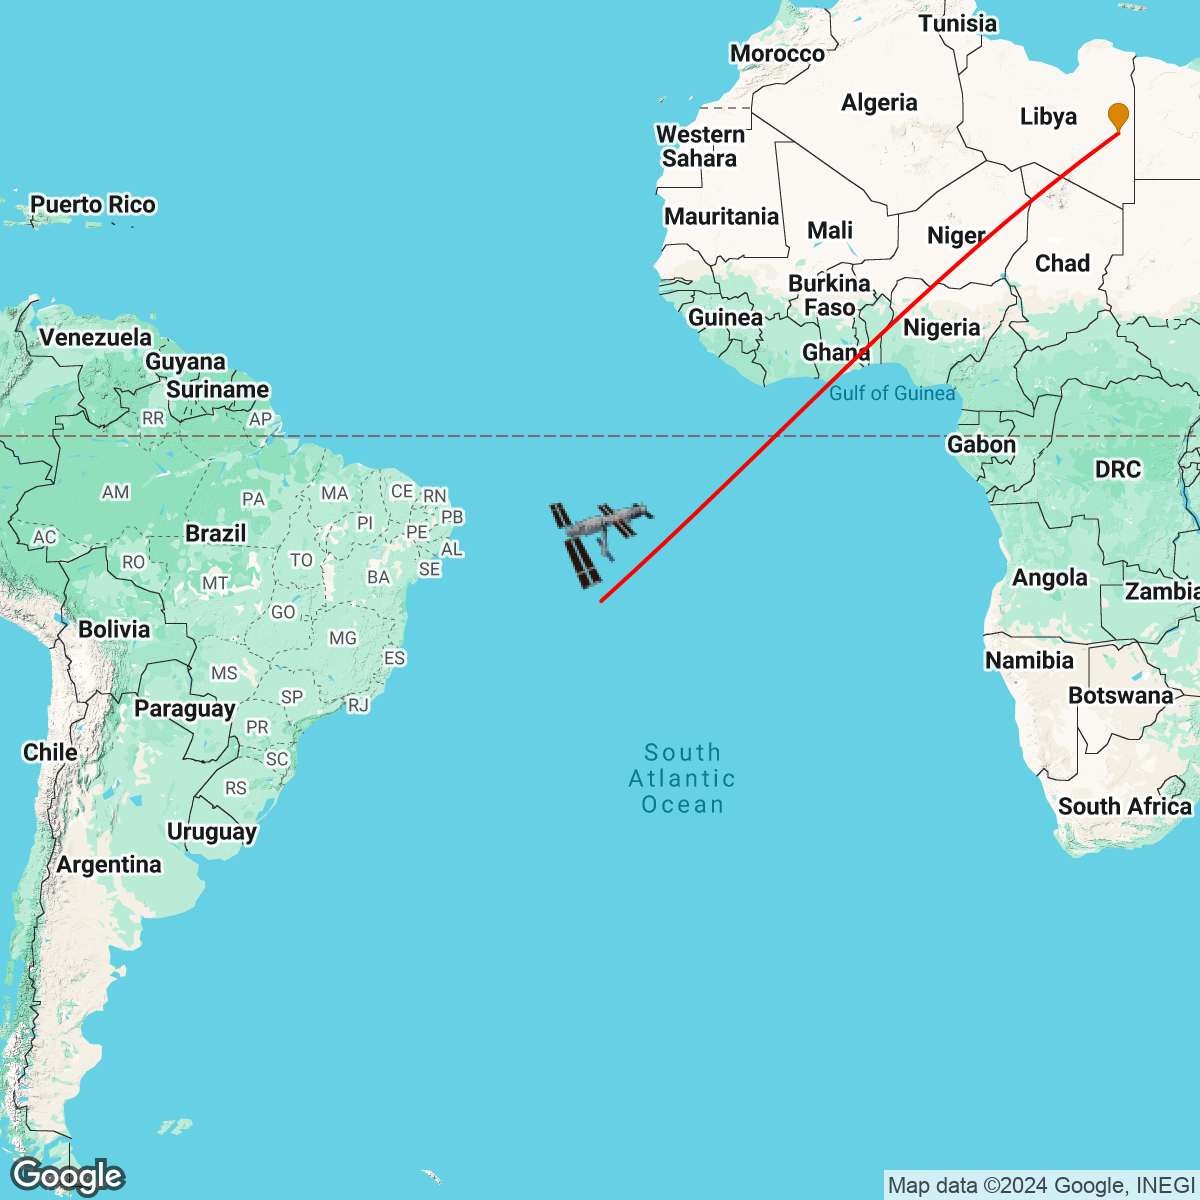 Tunisia
Morocco
Algeria
Libya
Western
Sahara
Puerto Rico
Mauritania
Mali
Niger
Chad
Burkina
Faso
Guinea
Nigeria
Venezuela
Ghana
Guyana
Suriname
Gulf of Guinea
RR
AP
Gabon
DRC
AM
PA
MA
CE
RN
PB
PI
PE
Brazil
AC
AL
RO
TO
SE
MT
BA
Angola
Zambia
GO
Bolivia
MG
ES
Namibia
MS
SP
Botswana
Paraguay
RJ
PR
Chile
SC
South
Atlantic
Ocean
RS
South Africa
Uruguay
Argentina
Google
Map data ©2024 Google, INEGI